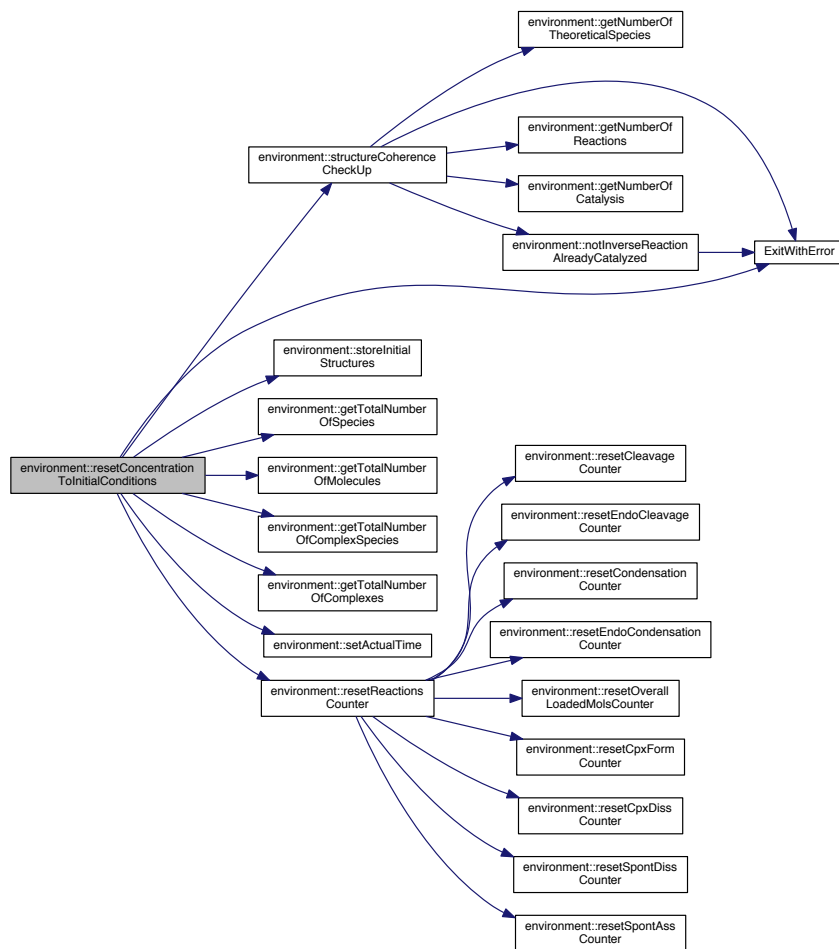 environment::getNumberOf
TheoreticalSpecies
environment::getNumberOf
Reactions
environment::structureCoherence
CheckUp
environment::getNumberOf
Catalysis
environment::notInverseReaction
AlreadyCatalyzed
ExitWithError
environment::storeInitial
Structures
environment::getTotalNumber
OfSpecies
environment::resetConcentration
ToInitialConditions
environment::getTotalNumber
OfMolecules
environment::getTotalNumber
OfComplexSpecies
environment::getTotalNumber
OfComplexes
environment::setActualTime
environment::resetReactions
Counter
environment::resetCleavage
Counter
environment::resetEndoCleavage
Counter
environment::resetCondensation
Counter
environment::resetEndoCondensation
Counter
environment::resetOverall
LoadedMolsCounter
environment::resetCpxForm
Counter
environment::resetCpxDiss
Counter
environment::resetSpontDiss
Counter
environment::resetSpontAss
Counter